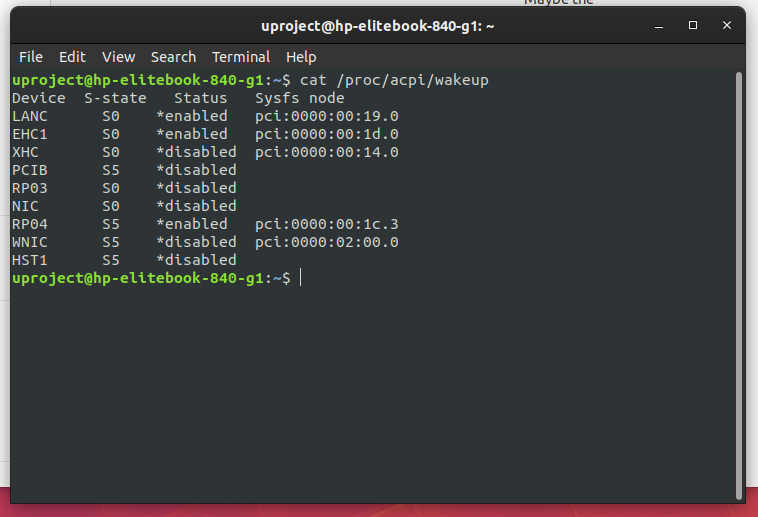 Maybe the
uproject@hp-elitebook-840-g1: ~
File Edit View Search Terminal Help
uproject@hp-elitebook-840-g1:~$ cat /proc/acpi/wakeup
Device  S-state   Status   Sysfs node
LANC      S0    *enabled   pci:0000:00:19.0
EHC1      S0    *enabled   pci:0000:00:1d.0
XHC       S0    *disabled  pci:0000:00:14.0
PCIB      S5    *disabled
RP03      S0    *disabled
NIC       S0    *disabled
RP04      S5    *enabled   pci:0000:00:1c.3
WNIC      S5    *disabled  pci:0000:02:00.0
HST1      S5    *disabled
uproject@hp-elitebook-840-g1:~$